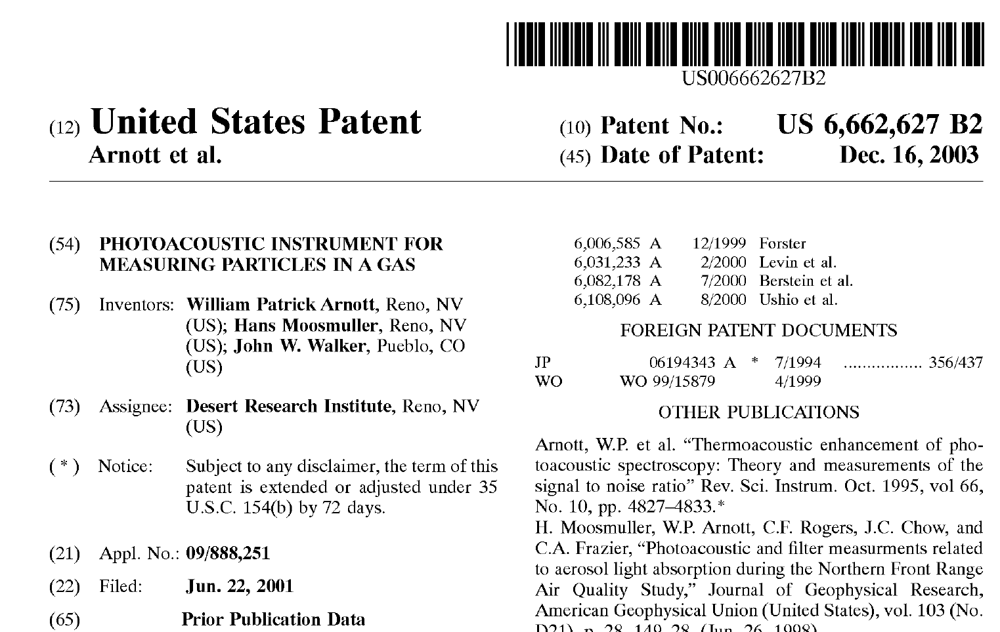 US006662627B2
(12) United States Patent
Arnott et al.
(10) Patent No.: US 6,662,627 B2
(45) Date of Patent: Dec. 16, 2003
(54) PHOTOACOUSTIC INSTRUMENT FOR
MEASURING PARTICLES IN A GAS
(75) Inventors: William Patrick Arnott, Reno, NV
(US); Hans Moosmuller, Reno, NV
(US); John W. Walker, Pueblo, CO
(US)
(73) Assignee: Desert Research Institute, Reno, NV
(US)
( * ) Notice: Subject to any disclaimer, the term of this
patent is extended or adjusted under 35
U.S.C. 154(b) by 72 days.
(21) Appl. No.: 09/888,251
(22) Filed: Jun. 22, 2001
(65) Prior Publication Data
6,006,585 A 12/1999 Forster
6,031,233 A 2/2000 Levin et al.
6,082,178 A 7/2000 Berstein et al.
6,108,096 A 8/2000 Ushio et al.
FOREIGN PATENT DOCUMENTS
JP 06194343 A * 7/1994 ................. 356/437
WO WO 99/15879 4/1999
OTHER PUBLICATIONS
Arnott, W.P. et al. “Thermoacoustic enhancement of pho-
toacoustic spectroscopy: Theory and measurements of the
signal to noise ratio” Rev. Sci. Instrum. Oct. 1995, vol 66,
No. 10, pp. 4827–4833.*
H. Moosmuller, W.P. Arnott, C.F. Rogers, J.C. Chow, and
C.A. Frazier, “Photoacoustic and filter measurments related
to aerosol light absorption during the Northern Front Range
Air Quality Study,” Journal of Geophysical Research,
American Geophysical Union (United States), vol. 103 (No.
D21), p. 28, 149–28, (Jun. 26, 1998)